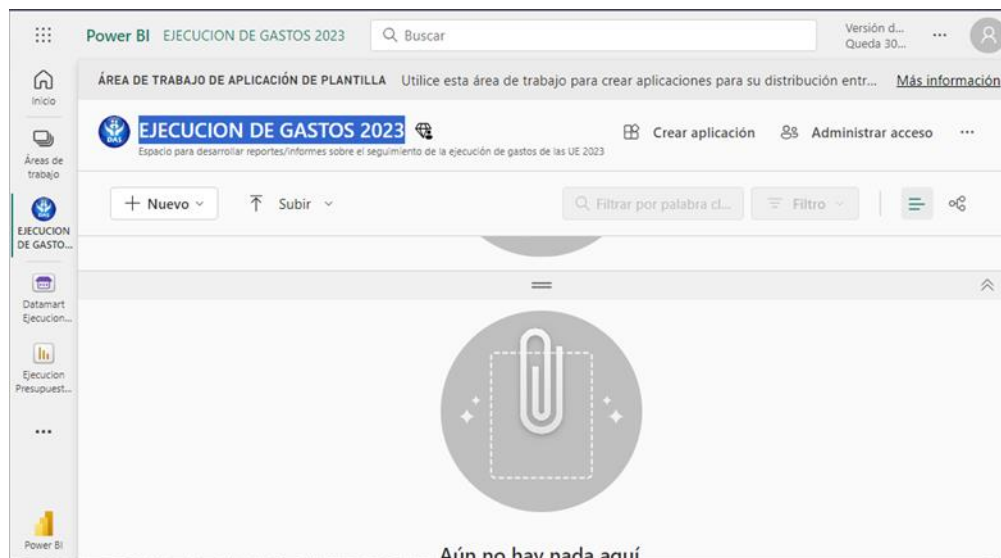 Power BI EJECUCION DE GASTOS 2023 Buscar Versión d... ...
Queda 30...
Inicio
ÁREA DE TRABAJO DE APLICACIÓN DE PLANTILLA Utilice esta área de trabajo para crear aplicaciones para su distribución entr... Más información
Áreas de
trabajo
DAS EJECUCION DE GASTOS 2023 Crear aplicación Administrar acceso ...
Espacio para desarrollar reportes/informes sobre el seguimiento de la ejecución de gastos de las UE 2023
EJECUCION
DE GASTO...
+ Nuevo Subir Filtrar por palabra cl... Filtro
Datamart
Ejecucion...
Ejecucion
Presupuest...
...
Power BI
Aún no hay nada aquí